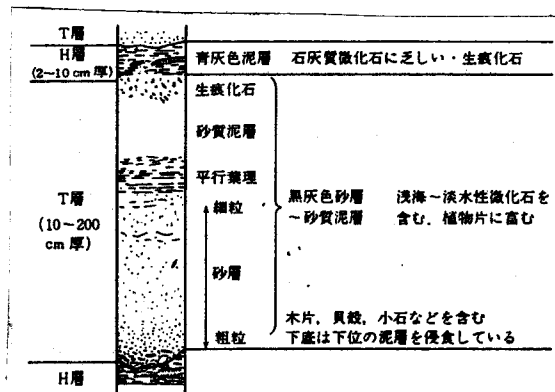 T層
H層
(2〜10 cm厚)
青灰色泥層 石灰質微化石に乏しい・生痕化石
生痕化石
砂質泥層
平行葉理
T層
(10〜200
cm 厚)
細粒
黒灰色砂層 浅海〜淡水性微化石を
〜砂質泥層 含む, 植物片に富む
砂層
木片, 貝殻, 小石などを含む
粗粒
下底は下位の泥層を侵食している
H層